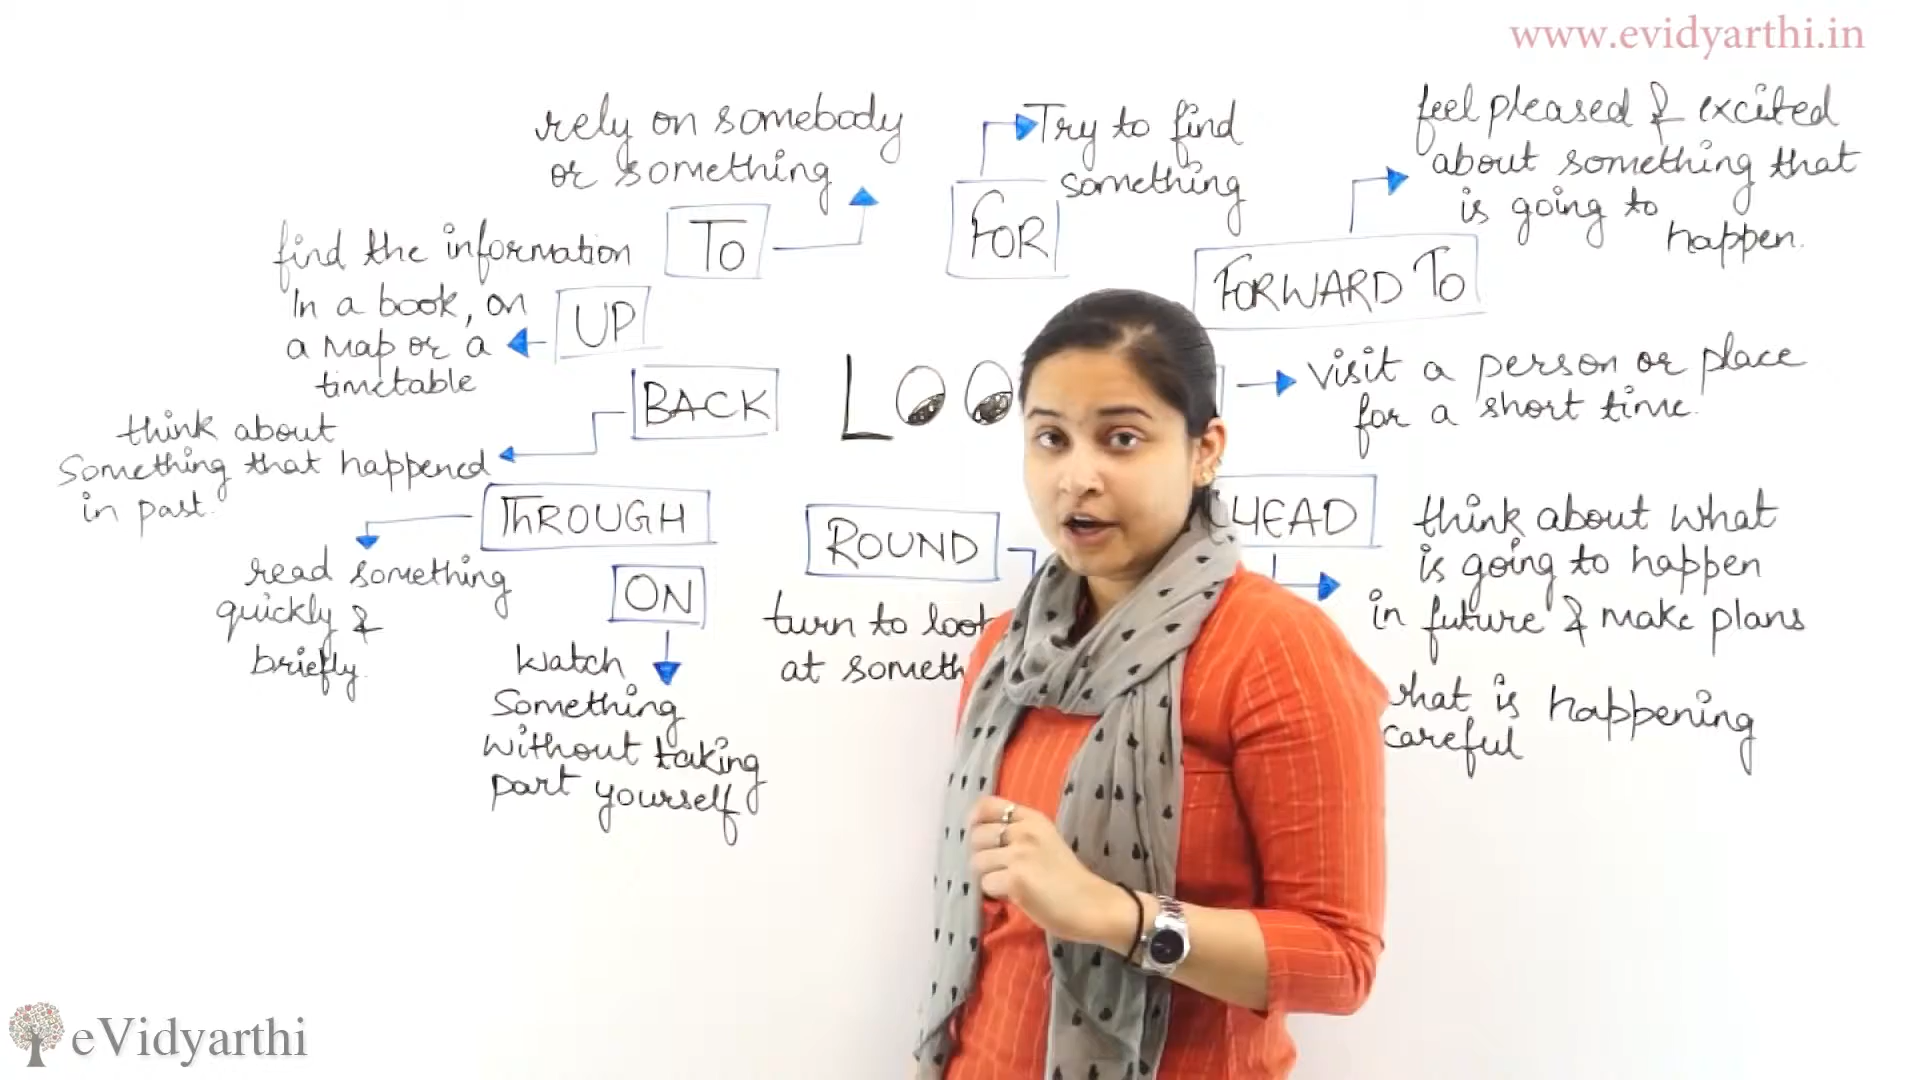 www.evidyarthi.in
rely on somebody
or something
TO
Try to find
something
FOR
feel pleased & excited
about something that
is going to
happen.
FORWARD TO
find the information
In a book, on
a map or a
timetable
UP
BACK
LOO
visit a person or place
for a short time.
think about
Something that happened
in past.
THROUGH
ROUND
HEAD
think about what
is going to happen
in future & make plans
read something
quickly &
briefly.
ON
turn to look
at someth
watch
Something
without taking
part yourself
hat is happening
careful
eVidyarthi